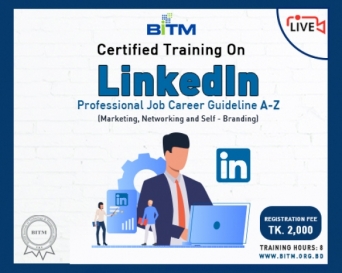 BITM
LIVE
Certified Training On
LinkedIn
Professional Job Career Guideline A-Z
(Marketing, Networking and Self - Branding)
in
BITM
REGISTRATION FEE
TK. 2,000
TRAINING HOURS: 8
WWW.BITM.ORG.BD